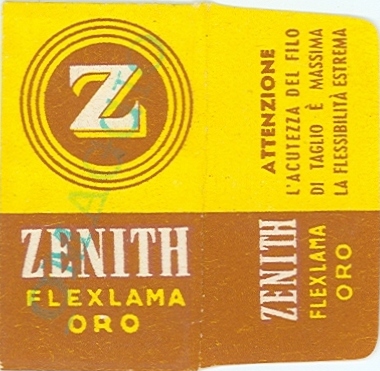 Z
ZENITH
FLEXLAMA
ORO
ATTENZIONE
L'ACUTEZZA DEL FILO
DI TAGLIO È MASSIMA
LA FLESSIBILITÀ ESTREMA
ZENITH
FLEXLAMA
ORO